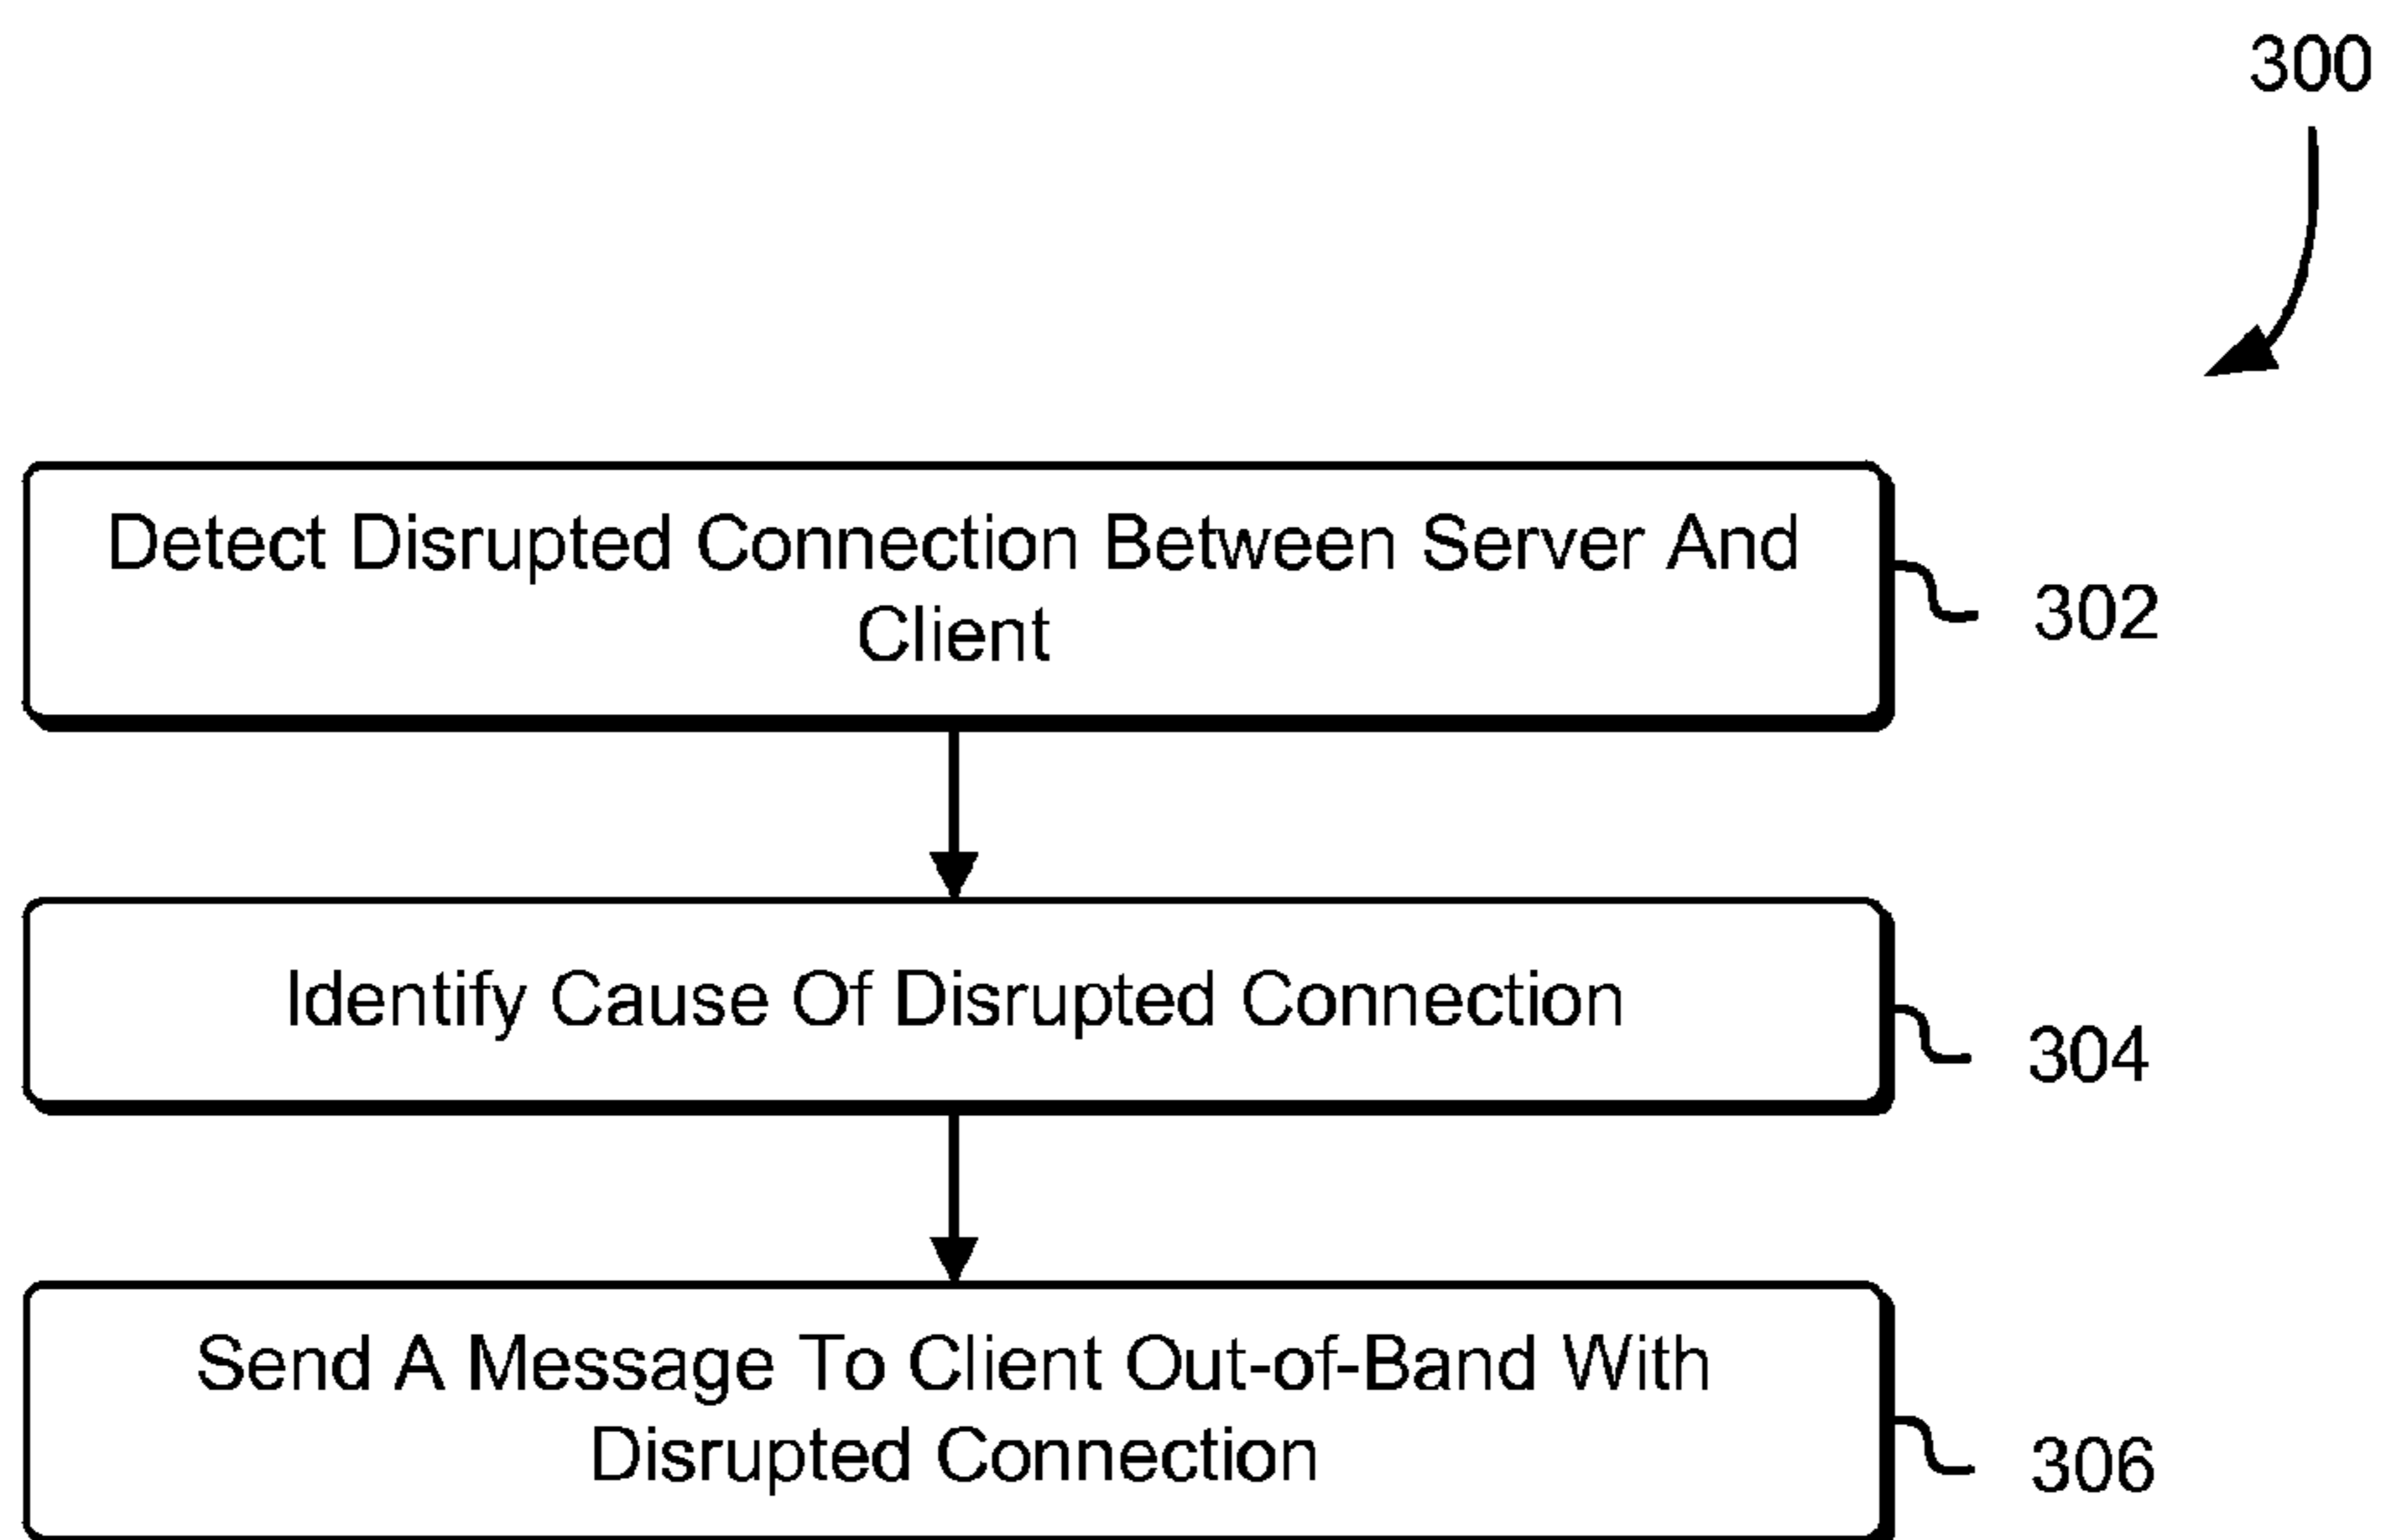 300
Detect Disrupted Connection Between Server And
Client
302
Identify Cause Of Disrupted Connection
304
Send A Message To Client Out-of-Band With
Disrupted Connection
306